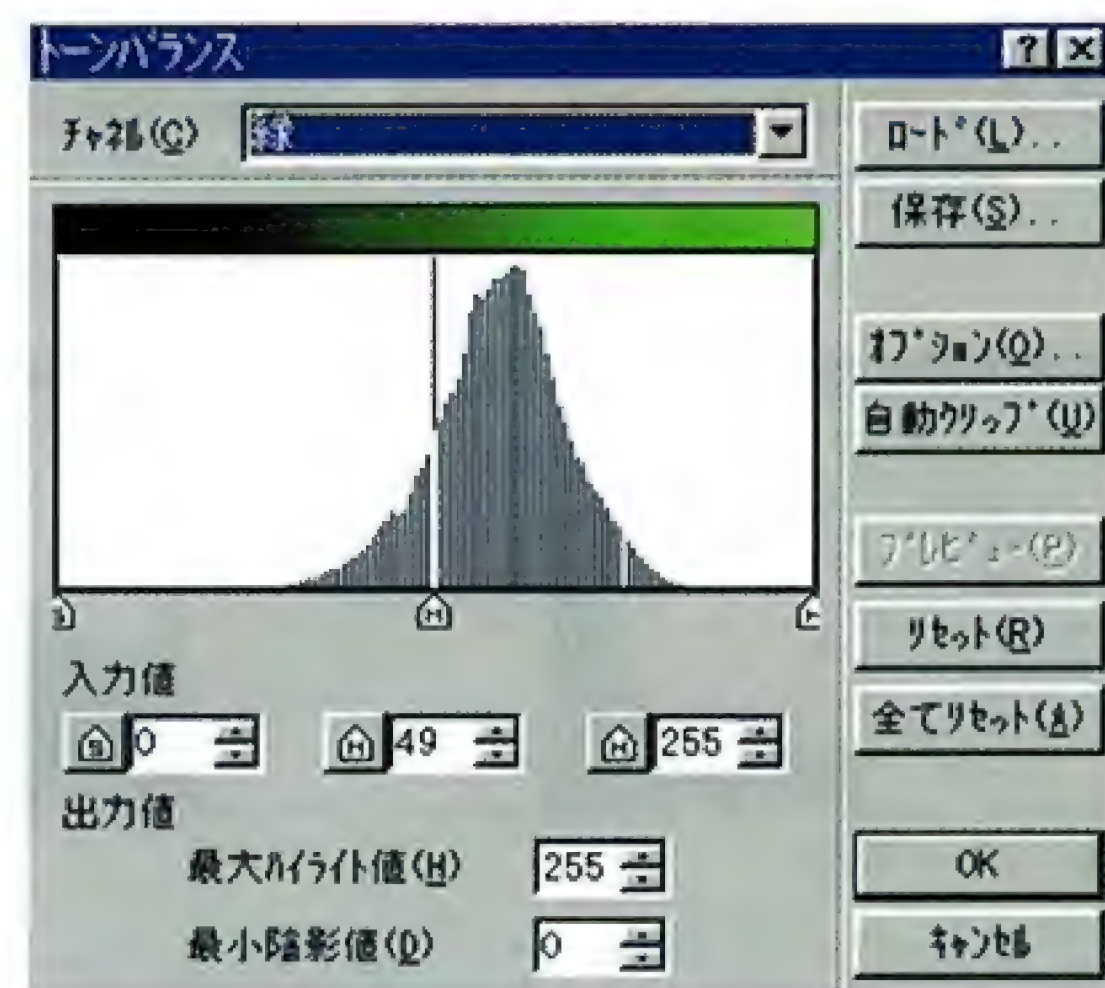 トーンバランス
ﾁｬﾈﾙ(C) 緑
ﾛｰﾄﾞ(L)..
保存(S)..
ｵﾌﾟｼｮﾝ(O)..
自動ｸﾘｯﾌﾟ(U)
ﾌﾟﾚﾋﾞｭｰ(P)
ﾘｾｯﾄ(R)
全てﾘｾｯﾄ(A)
S M H
入力値
S 0 M 49 H 255
出力値
最大ﾊｲﾗｲﾄ値(H) 255
最小陰影値(D) 0
OK
ｷｬﾝｾﾙ